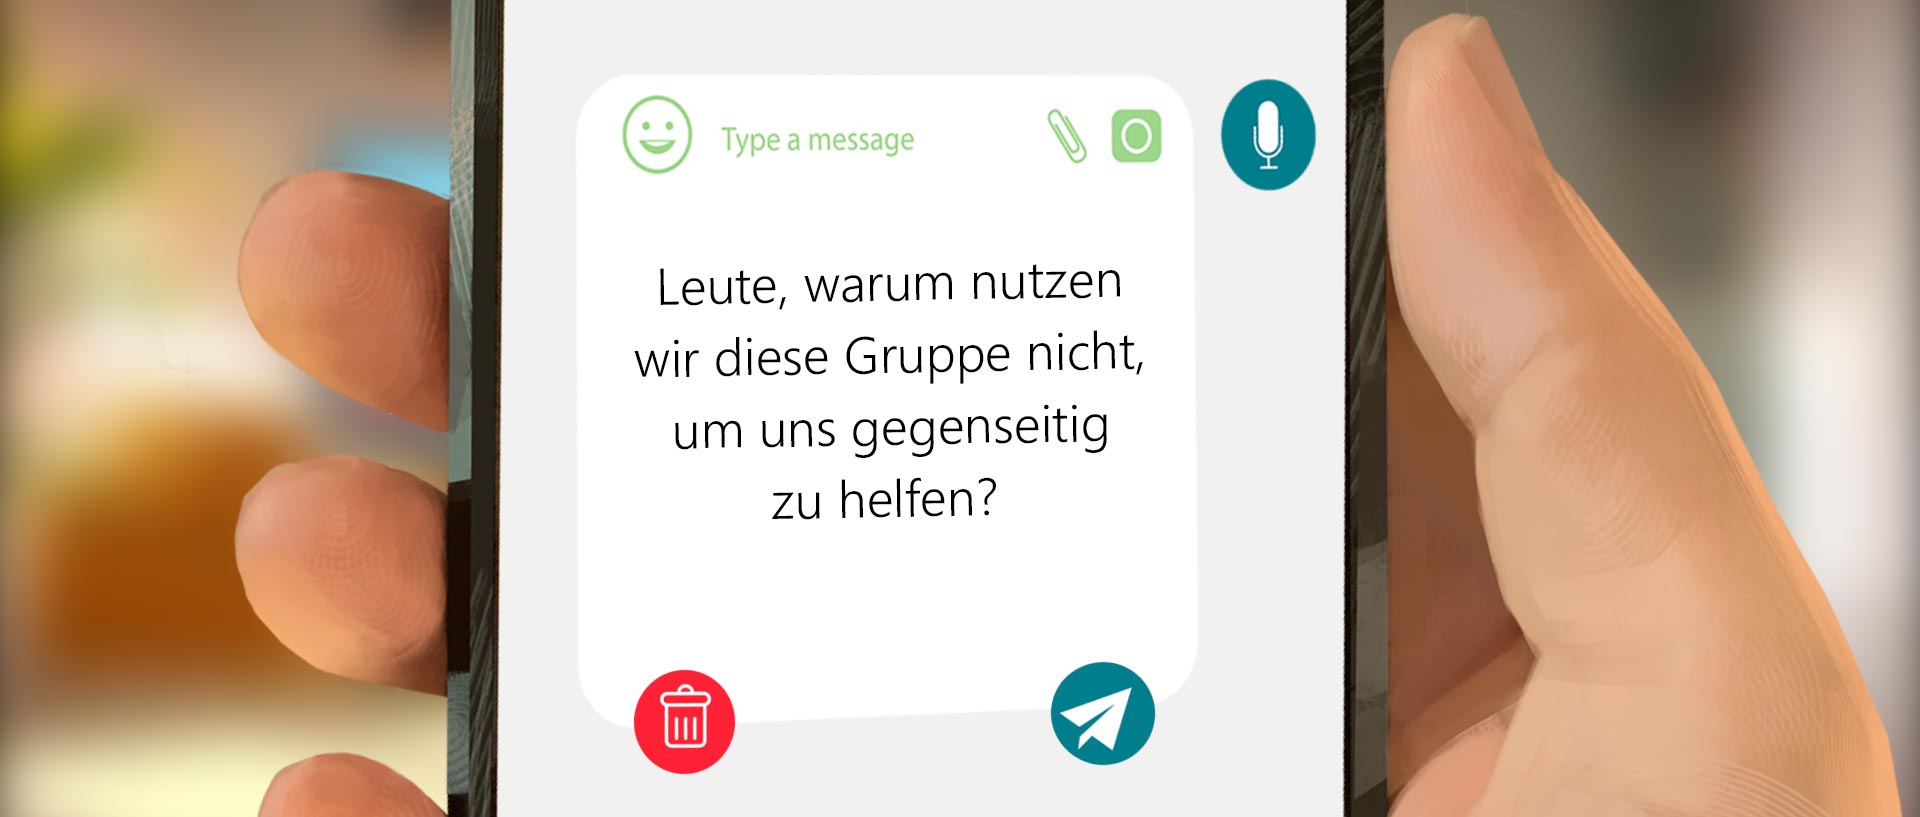 Type a message
Leute, warum nutzen
wir diese Gruppe nicht,
um uns gegenseitig
zu helfen?